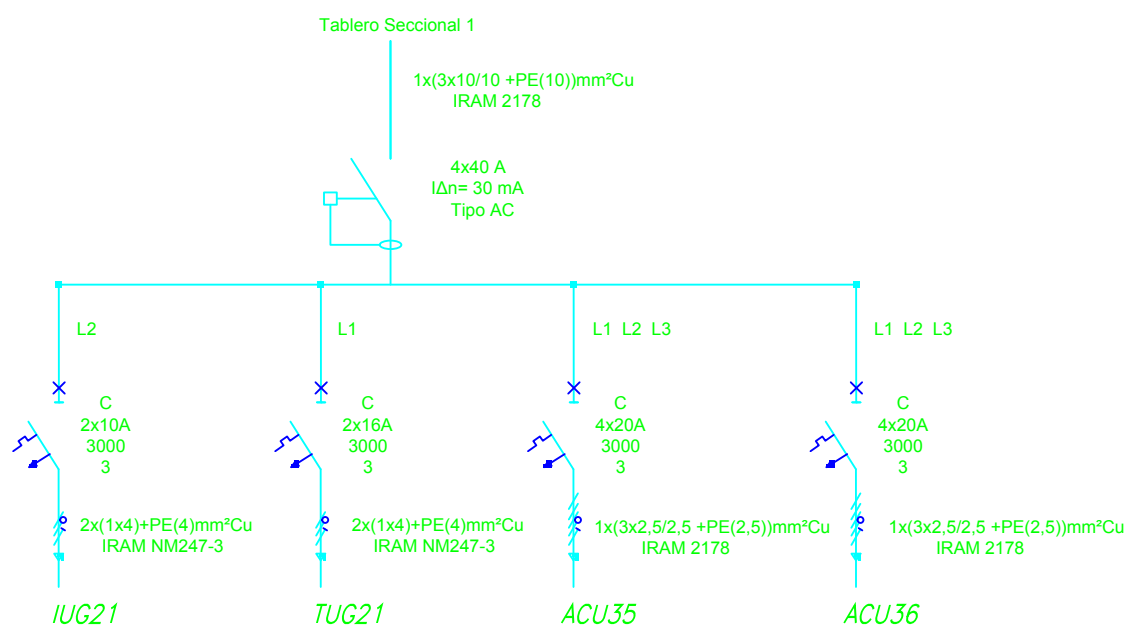 Tablero Seccional 1
1x(3x10/10 +PE(10))mm²Cu
IRAM 2178
4x40 A
IΔn= 30 mA
Tipo AC
L2
L1
L1 L2 L3
L1 L2 L3
C
2x10A
3000
3
C
2x16A
3000
3
C
4x20A
3000
3
C
4x20A
3000
3
2x(1x4)+PE(4)mm²Cu
IRAM NM247-3
2x(1x4)+PE(4)mm²Cu
IRAM NM247-3
1x(3x2,5/2,5 +PE(2,5))mm²Cu
IRAM 2178
1x(3x2,5/2,5 +PE(2,5))mm²Cu
IRAM 2178
IUG21
TUG21
ACU35
ACU36